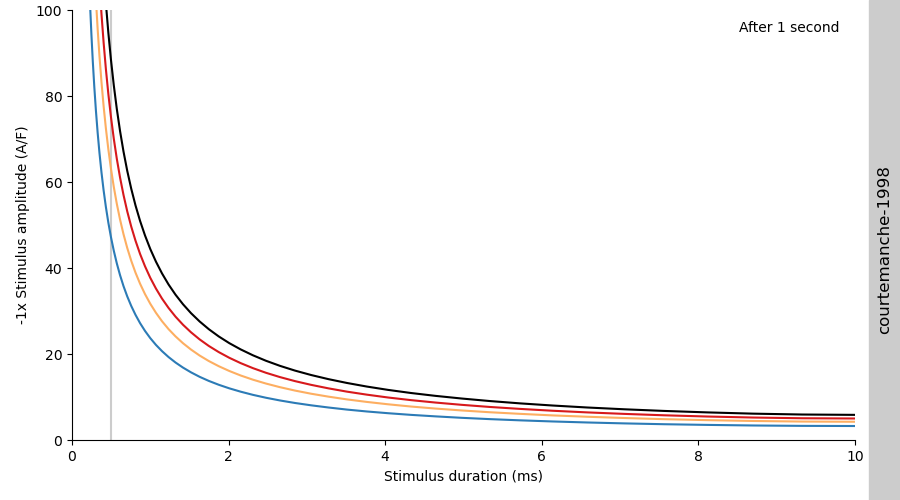 After 1 second
100
80
60
40
20
0
-1x Stimulus amplitude (A/F)
0 2 4 6 8 10
Stimulus duration (ms)
courtemanche-1998